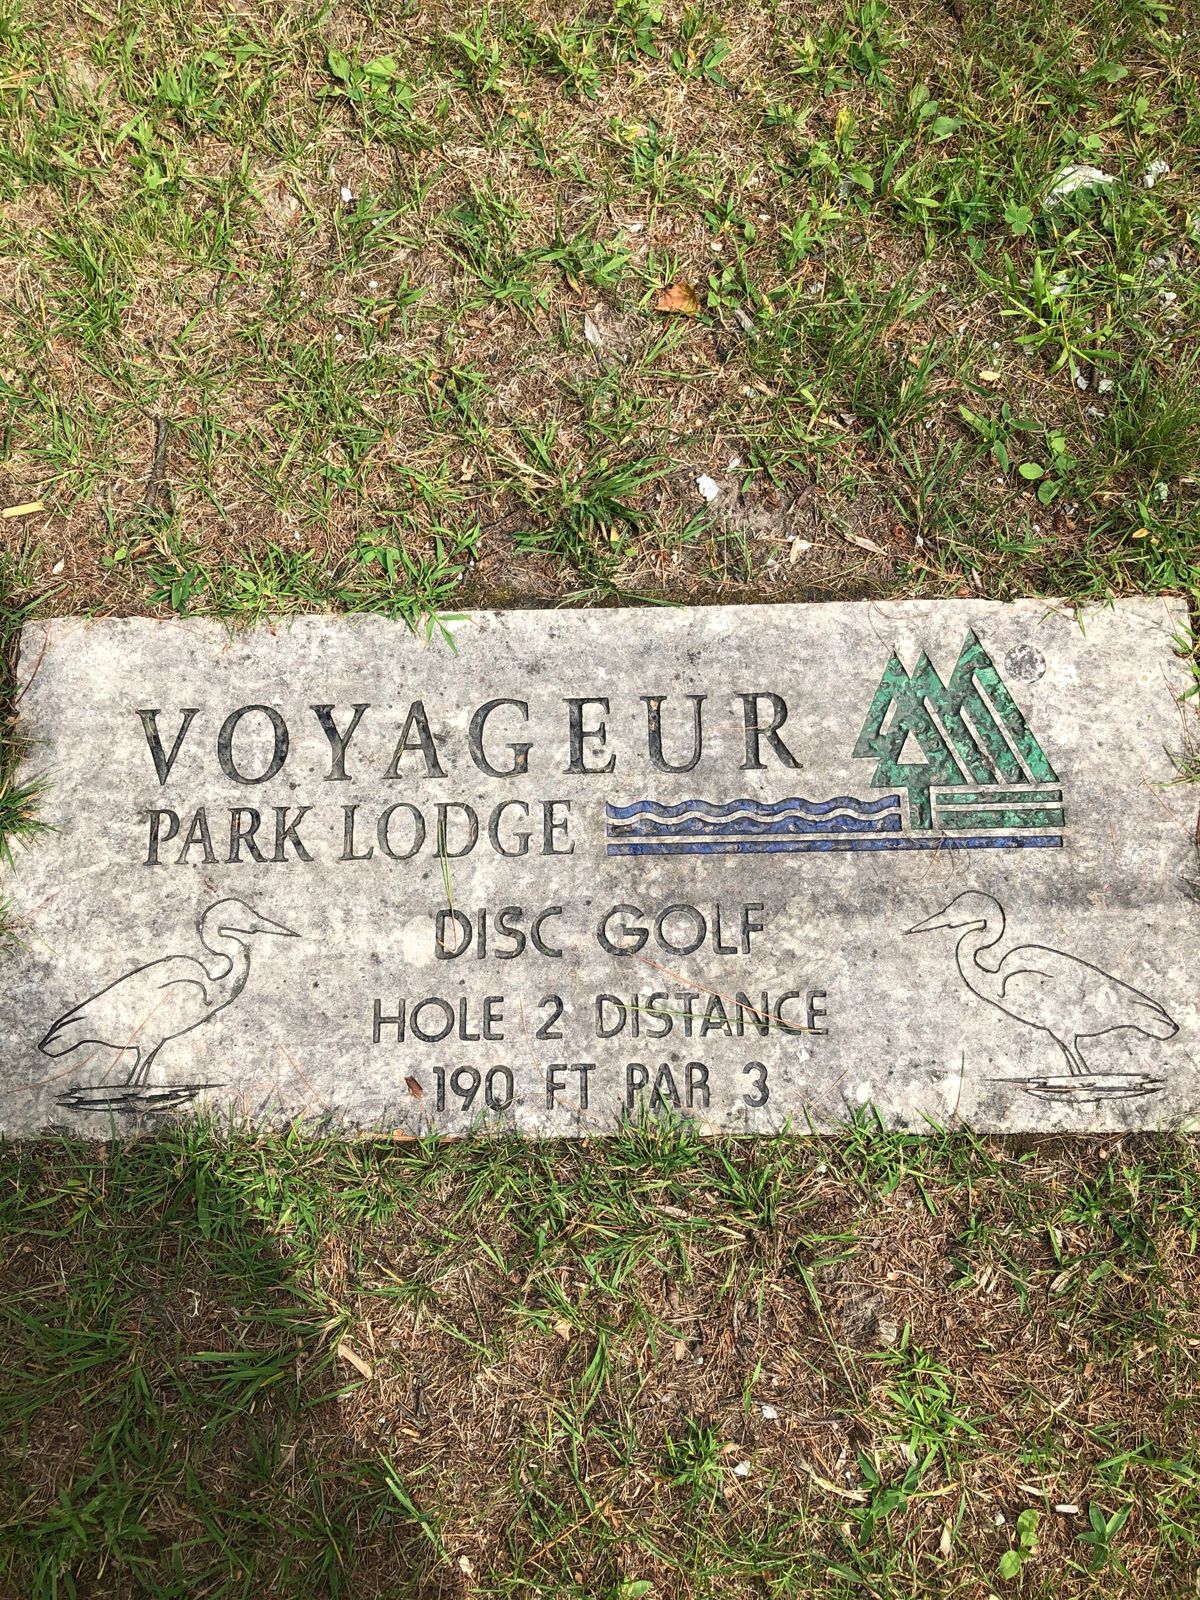 VOYAGEUR
PARK LODGE
DISC GOLF
HOLE 2 DISTANCE
190 FT PAR 3